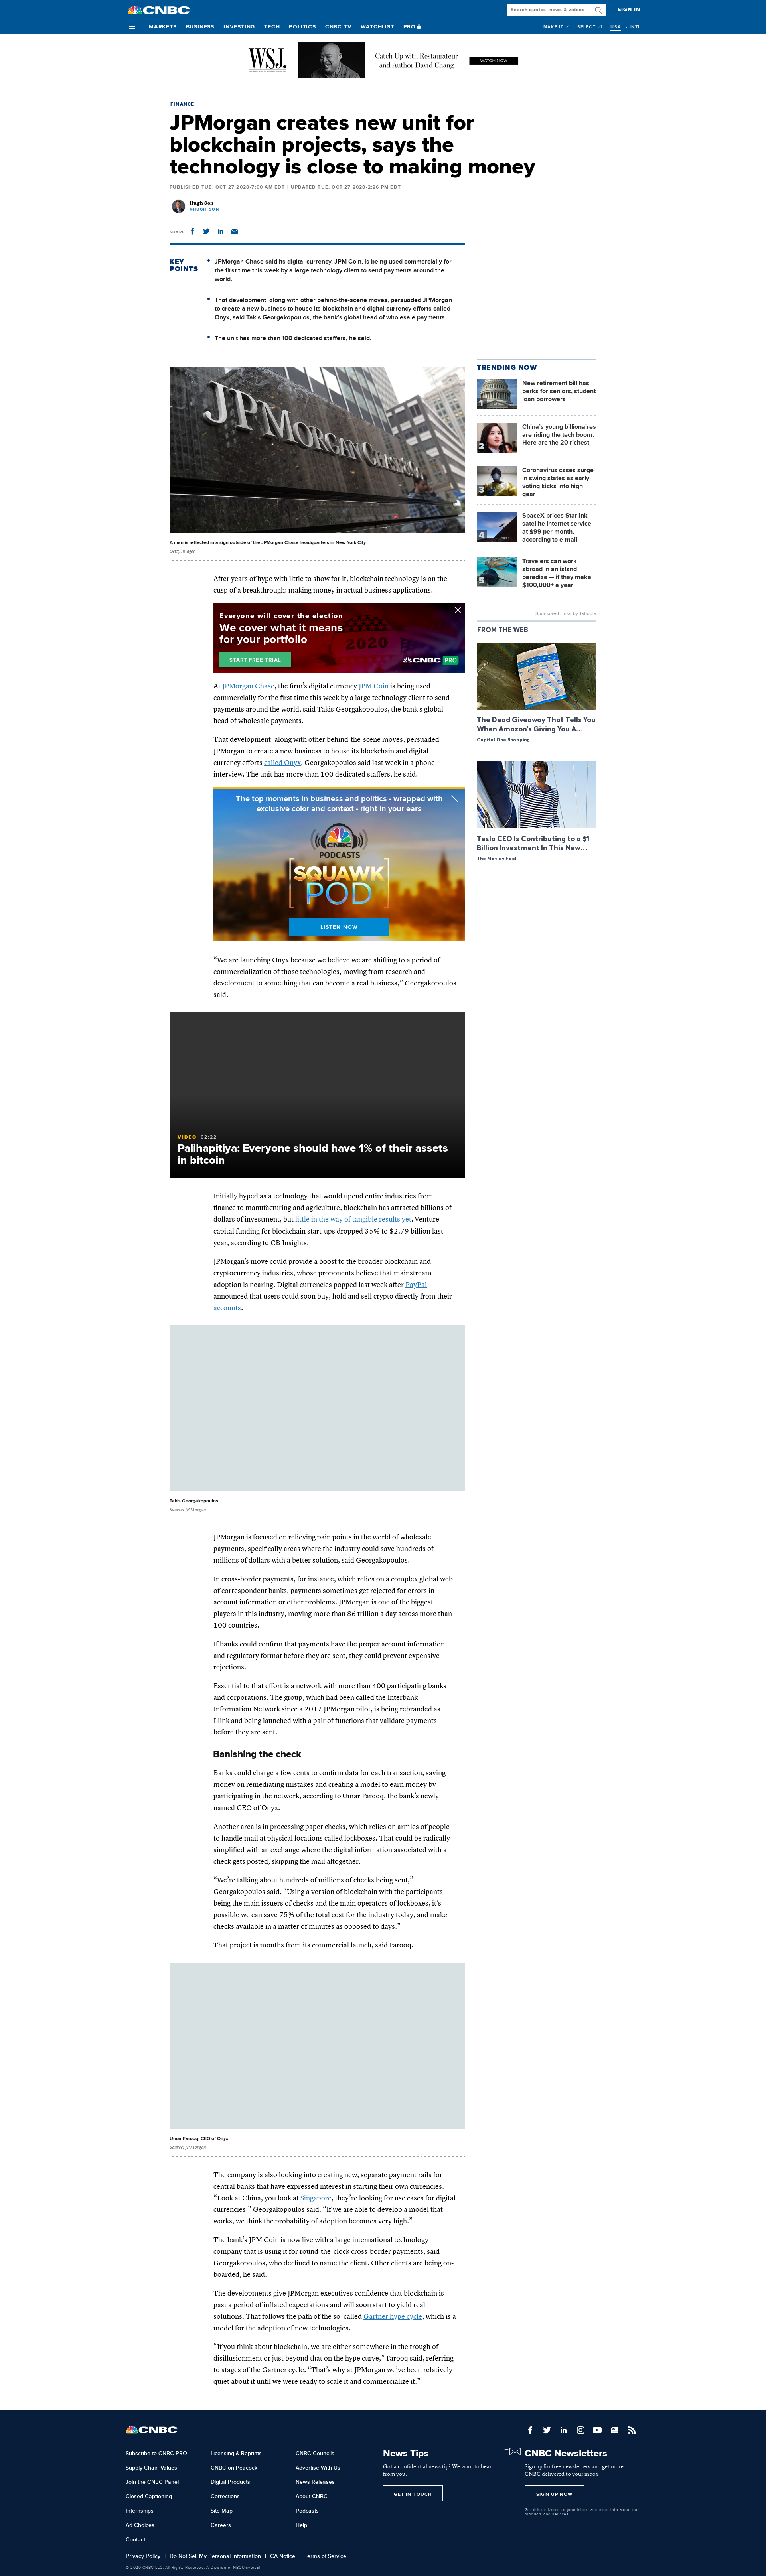 CNBC
Search quotes, news & videos
SIGN IN
MARKETS BUSINESS INVESTING TECH POLITICS CNBC TV WATCHLIST PRO
MAKE IT SELECT USA INTL
WSJ.
Catch Up with Restaurateur
and Author David Chang
WATCH NOW
FINANCE
JPMorgan creates new unit for
blockchain projects, says the
technology is close to making money
PUBLISHED TUE, OCT 27 2020•7:00 AM EDT | UPDATED TUE, OCT 27 2020•2:26 PM EDT
Hugh Son
@HUGH_SON
SHARE
KEY
POINTS
• JPMorgan Chase said its digital currency, JPM Coin, is being used commercially for
the first time this week by a large technology client to send payments around the
world.
• That development, along with other behind-the-scene moves, persuaded JPMorgan
to create a new business to house its blockchain and digital currency efforts called
Onyx, said Takis Georgakopoulos, the bank's global head of wholesale payments.
• The unit has more than 100 dedicated staffers, he said.
JPMORGAN CHASE
A man is reflected in a sign outside of the JPMorgan Chase headquarters in New York City.
Getty Images
TRENDING NOW
1
New retirement bill has
perks for seniors, student
loan borrowers
2
China's young billionaires
are riding the tech boom.
Here are the 20 richest
3
Coronavirus cases surge
in swing states as early
voting kicks into high
gear
4
SpaceX prices Starlink
satellite internet service
at $99 per month,
according to e-mail
5
Travelers can work
abroad in an island
paradise — if they make
$100,000+ a year
Sponsored Links by Taboola
FROM THE WEB
The Dead Giveaway That Tells You
When Amazon's Giving You A…
Capital One Shopping
Tesla CEO Is Contributing to a $1
Billion Investment In This New…
The Motley Fool
After years of hype with little to show for it, blockchain technology is on the
cusp of a breakthrough: making money in actual business applications.
Everyone will cover the election
We cover what it means
for your portfolio
START FREE TRIAL
CNBC PRO
At JPMorgan Chase, the firm's digital currency JPM Coin is being used
commercially for the first time this week by a large technology client to send
payments around the world, said Takis Georgakopoulos, the bank's global
head of wholesale payments.
That development, along with other behind-the-scene moves, persuaded
JPMorgan to create a new business to house its blockchain and digital
currency efforts called Onyx, Georgakopoulos said last week in a phone
interview. The unit has more than 100 dedicated staffers, he said.
The top moments in business and politics - wrapped with
exclusive color and context - right in your ears
CNBC
PODCASTS
SQUAWK
POD
LISTEN NOW
"We are launching Onyx because we believe we are shifting to a period of
commercialization of those technologies, moving from research and
development to something that can become a real business," Georgakopoulos
said.
VIDEO 02:22
Palihapitiya: Everyone should have 1% of their assets
in bitcoin
Initially hyped as a technology that would upend entire industries from
finance to manufacturing and agriculture, blockchain has attracted billions of
dollars of investment, but little in the way of tangible results yet. Venture
capital funding for blockchain start-ups dropped 35% to $2.79 billion last
year, according to CB Insights.
JPMorgan's move could provide a boost to the broader blockchain and
cryptocurrency industries, whose proponents believe that mainstream
adoption is nearing. Digital currencies popped last week after PayPal
announced that users could soon buy, hold and sell crypto directly from their
accounts.
Takis Georgakopoulos.
Source: JP Morgan
JPMorgan is focused on relieving pain points in the world of wholesale
payments, specifically areas where the industry could save hundreds of
millions of dollars with a better solution, said Georgakopoulos.
In cross-border payments, for instance, which relies on a complex global web
of correspondent banks, payments sometimes get rejected for errors in
account information or other problems. JPMorgan is one of the biggest
players in this industry, moving more than $6 trillion a day across more than
100 countries.
If banks could confirm that payments have the proper account information
and regulatory format before they are sent, they could prevent expensive
rejections.
Essential to that effort is a network with more than 400 participating banks
and corporations. The group, which had been called the Interbank
Information Network since a 2017 JPMorgan pilot, is being rebranded as
Liink and being launched with a pair of functions that validate payments
before they are sent.
Banishing the check
Banks could charge a few cents to confirm data for each transaction, saving
money on remediating mistakes and creating a model to earn money by
participating in the network, according to Umar Farooq, the bank's newly
named CEO of Onyx.
Another area is in processing paper checks, which relies on armies of people
to handle mail at physical locations called lockboxes. That could be radically
simplified with an exchange where the digital information associated with a
check gets posted, skipping the mail altogether.
"We're talking about hundreds of millions of checks being sent,"
Georgakopoulos said. "Using a version of blockchain with the participants
being the main issuers of checks and the main operators of lockboxes, it's
possible we can save 75% of the total cost for the industry today, and make
checks available in a matter of minutes as opposed to days."
That project is months from its commercial launch, said Farooq.
Umar Farooq, CEO of Onyx.
Source: JP Morgan.
The company is also looking into creating new, separate payment rails for
central banks that have expressed interest in starting their own currencies.
"Look at China, you look at Singapore, they're looking for use cases for digital
currencies," Georgakopoulos said. "If we are able to develop a model that
works, we think the probability of adoption becomes very high."
The bank's JPM Coin is now live with a large international technology
company that is using it for round-the-clock cross-border payments, said
Georgakopoulos, who declined to name the client. Other clients are being on-
boarded, he said.
The developments give JPMorgan executives confidence that blockchain is
past a period of inflated expectations and will soon start to yield real
solutions. That follows the path of the so-called Gartner hype cycle, which is a
model for the adoption of new technologies.
"If you think about blockchain, we are either somewhere in the trough of
disillusionment or just beyond that on the hype curve," Farooq said, referring
to stages of the Gartner cycle. "That's why at JPMorgan we've been relatively
quiet about it until we were ready to scale it and commercialize it."
CNBC
Subscribe to CNBC PRO
Supply Chain Values
Join the CNBC Panel
Closed Captioning
Internships
Ad Choices
Contact
Licensing & Reprints
CNBC on Peacock
Digital Products
Corrections
Site Map
Careers
CNBC Councils
Advertise With Us
News Releases
About CNBC
Podcasts
Help
News Tips
Got a confidential news tip? We want to hear
from you.
GET IN TOUCH
CNBC Newsletters
Sign up for free newsletters and get more
CNBC delivered to your inbox
SIGN UP NOW
Get this delivered to your inbox, and more info about our
products and services.
Privacy Policy | Do Not Sell My Personal Information | CA Notice | Terms of Service
© 2020 CNBC LLC. All Rights Reserved. A Division of NBCUniversal